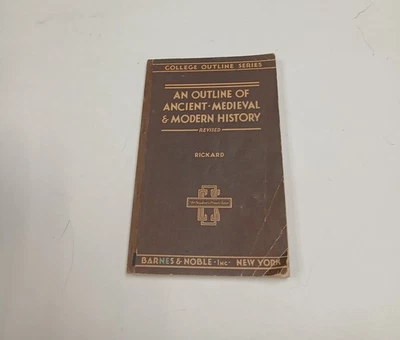 COLLEGE OUTLINE SERIES
AN OUTLINE OF
ANCIENT · MEDIEVAL
& MODERN HISTORY
REVISED
RICKARD
BARNES & NOBLE · INC · NEW YORK